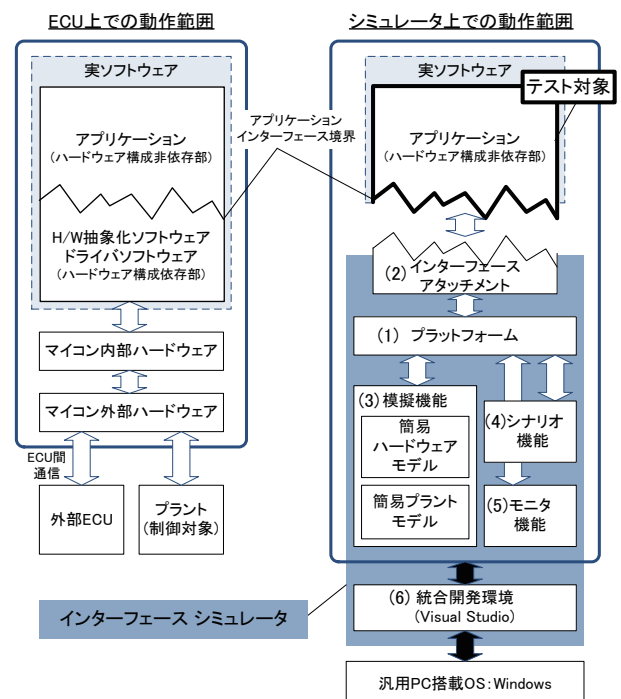 ECU上での動作範囲
実ソフトウェア
アプリケーション
(ハードウェア構成非依存部)
H/W抽象化ソフトウェア
ドライバソフトウェア
(ハードウェア構成依存部)
マイコン内部ハードウェア
マイコン外部ハードウェア
ECU間
通信
外部ECU
プラント
(制御対象)
アプリケーション
インターフェース境界
シミュレータ上での動作範囲
実ソフトウェア
テスト対象
アプリケーション
(ハードウェア構成非依存部)
(2) インターフェース
アタッチメント
(1) プラットフォーム
(3) 模擬機能
簡易
ハードウェア
モデル
簡易プラント
モデル
(4)シナリオ
機能
(5)モニタ
機能
インターフェース シミュレータ
(6) 統合開発環境
(Visual Studio)
汎用PC搭載OS:Windows